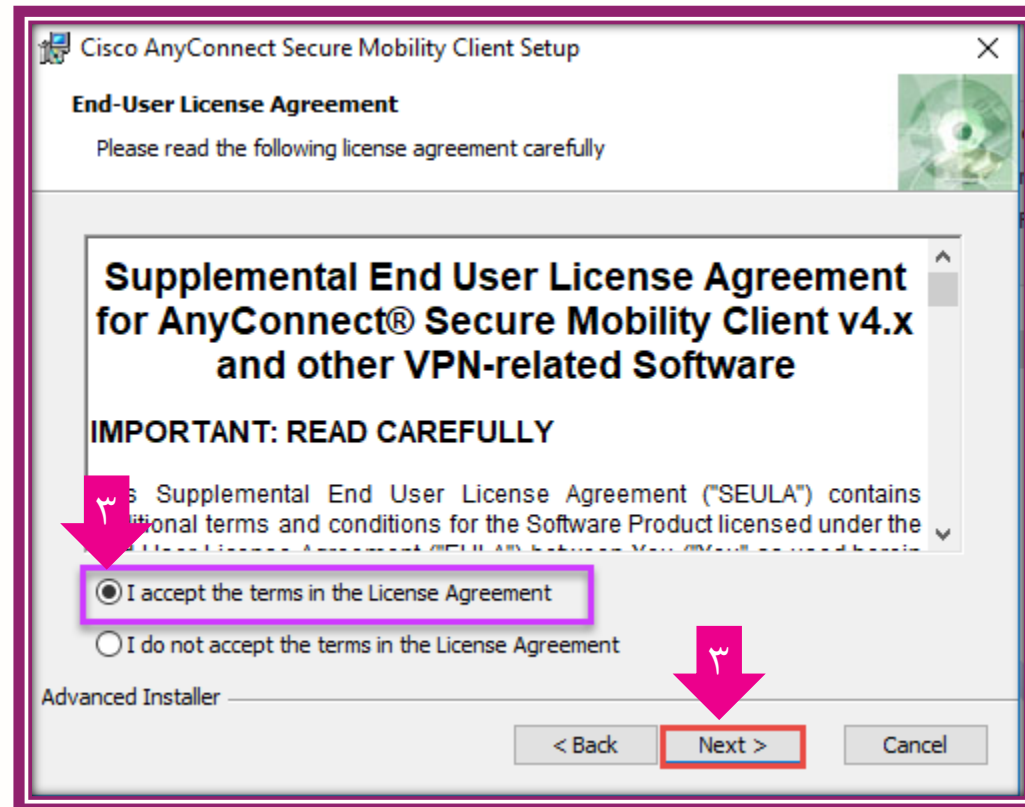 Cisco AnyConnect Secure Mobility Client Setup
End-User License Agreement
Please read the following license agreement carefully
Supplemental End User License Agreement
for AnyConnect® Secure Mobility Client v4.x
and other VPN-related Software
IMPORTANT: READ CAREFULLY
Supplemental End User License Agreement ("SEULA") contains
terms and conditions for the Software Product licensed under the
٣
I accept the terms in the License Agreement
I do not accept the terms in the License Agreement
٣
Advanced Installer
< Back Next > Cancel